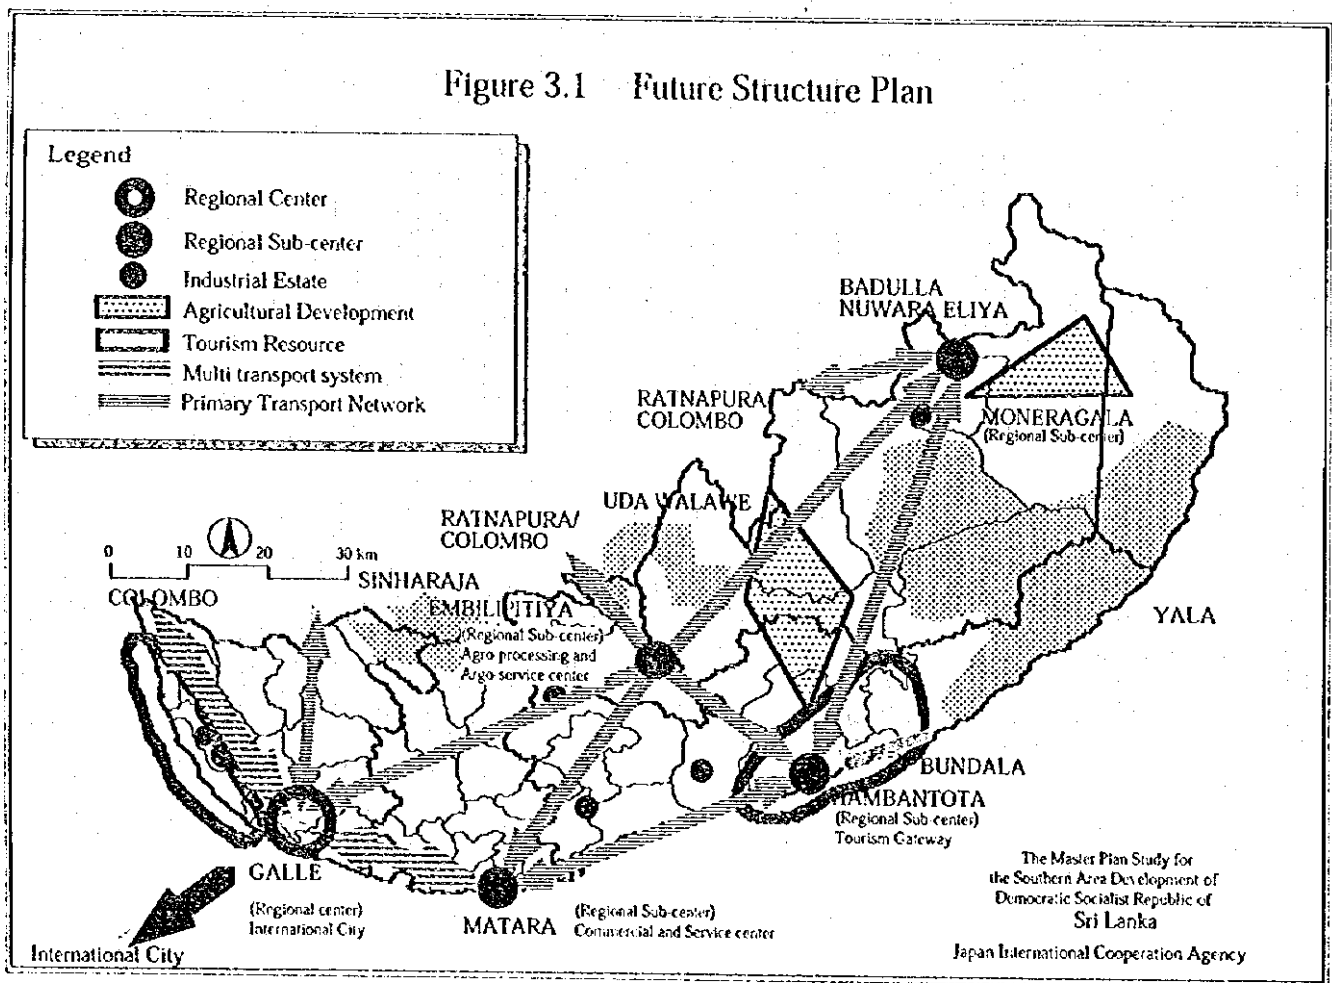 Figure 3.1 Future Structure Plan
Legend
Regional Center
Regional Sub-center
Industrial Estate
Agricultural Development
Tourism Resource
Multi transport system
Primary Transport Network
BADULLA
NUWARA ELIYA
RATNAPURA/
COLOMBO
MONERAGALA
(Regional Sub-center)
UDA WALAWE
RATNAPURA/
COLOMBO
0 10 20 30 km
SINHARAJA
COLOMBO
EMBILIPITIYA
(Regional Sub-center)
Agro processing and
Argo service center
YALA
BUNDALA
HAMBANTOTA
(Regional Sub-center)
Tourism Gateway
GALLE
(Regional center)
International City
MATARA
(Regional Sub-center)
Commercial and Service center
International City
The Master Plan Study for
the Southern Area Development of
Democratic Socialist Republic of
Sri Lanka
Japan International Cooperation Agency